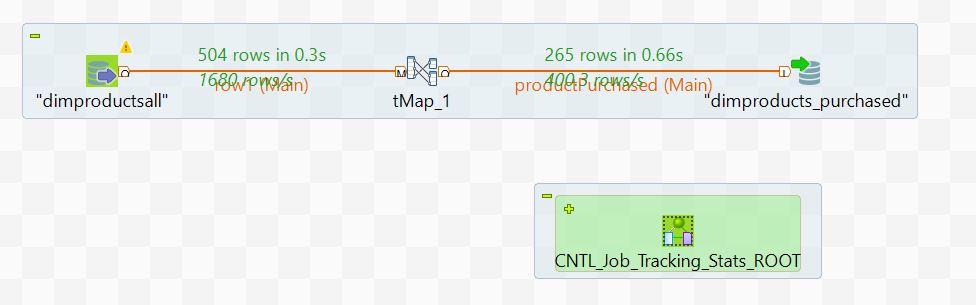 504 rows in 0.3s
1680 rows/s
row1 (Main)
265 rows in 0.66s
400.3 rows/s
productPurchased (Main)
"dimproductsall"
tMap_1
"dimproducts_purchased"
CNTL_Job_Tracking_Stats_ROOT